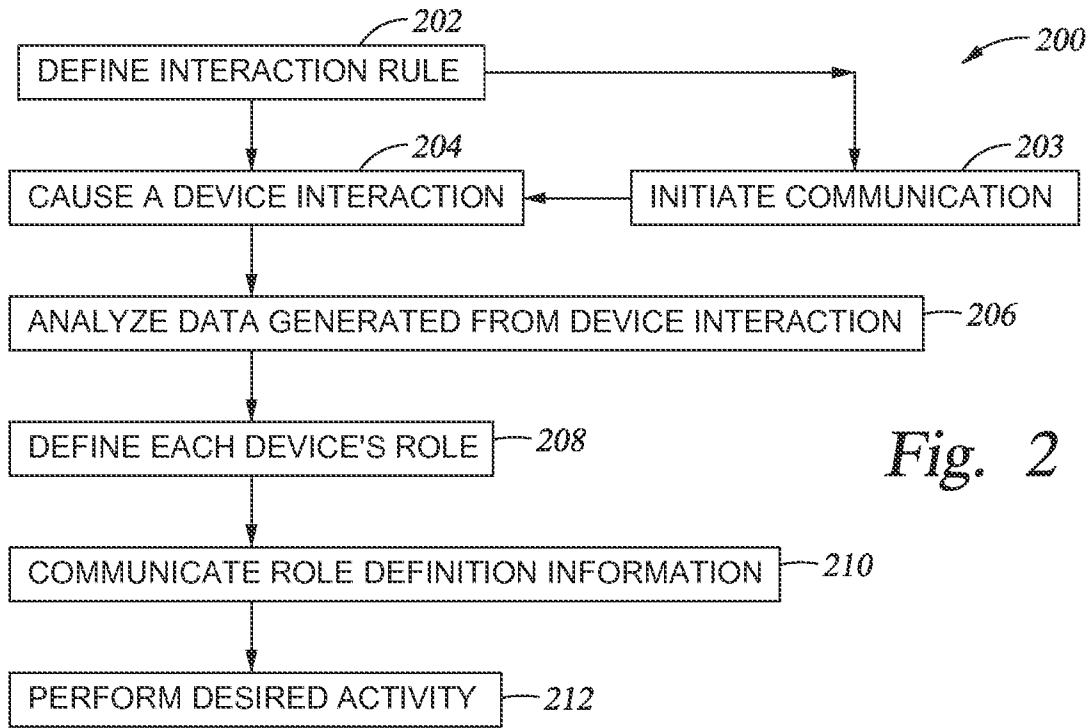 202
200
DEFINE INTERACTION RULE
204
203
CAUSE A DEVICE INTERACTION
INITIATE COMMUNICATION
ANALYZE DATA GENERATED FROM DEVICE INTERACTION
206
DEFINE EACH DEVICE'S ROLE
208
Fig. 2
COMMUNICATE ROLE DEFINITION INFORMATION
210
PERFORM DESIRED ACTIVITY
212